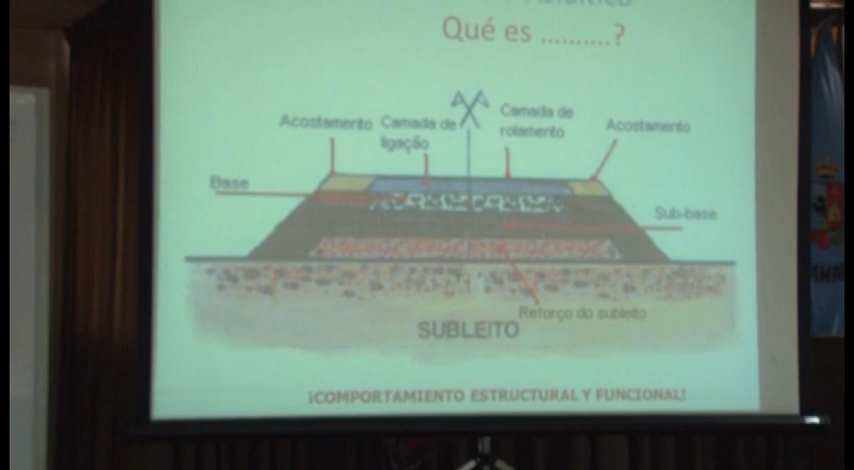 Qué es ..........?
Acostamento
Camada de
ligação
Camada de
rolamento
Acostamento
Base
Sub-base
Reforço do subleito
SUBLEITO
¡COMPORTAMIENTO ESTRUCTURAL Y FUNCIONAL!